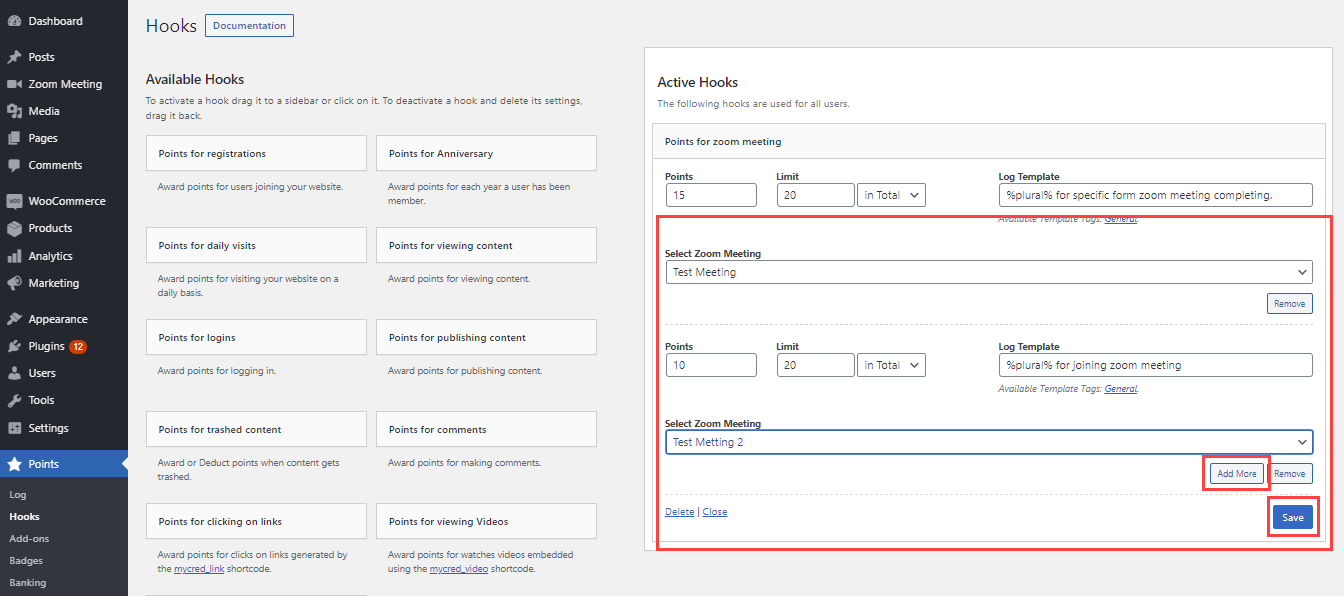 Dashboard
Posts
Zoom Meeting
Media
Pages
Comments
WOO
WooCommerce
Products
Analytics
Marketing
Appearance
Plugins 12
Users
Tools
Settings
Points
Log
Hooks
Add-ons
Badges
Banking
Hooks Documentation
Available Hooks
To activate a hook drag it to a sidebar or click on it. To deactivate a hook and delete its settings,
drag it back.
Points for registrations
Award points for users joining your website.
Points for Anniversary
Award points for each year a user has been
member.
Points for daily visits
Award points for visiting your website on a
daily basis.
Points for viewing content
Award points for viewing content.
Points for logins
Award points for logging in.
Points for publishing content
Award points for publishing content.
Points for trashed content
Award or Deduct points when content gets
trashed.
Points for comments
Award points for making comments.
Points for clicking on links
Award points for clicks on links generated by
the mycred_link shortcode.
Points for viewing Videos
Award points for watches videos embedded
using the mycred_video shortcode.
Active Hooks
The following hooks are used for all users.
Points for zoom meeting
Points Limit Log Template
15 20 in Total %plural% for specific form zoom meeting completing.
Available Template Tags: General.
Select Zoom Meeting
Test Meeting
Remove
Points Limit Log Template
10 20 in Total %plural% for joining zoom meeting
Available Template Tags: General.
Select Zoom Meeting
Test Metting 2
Add More Remove
Delete | Close
Save